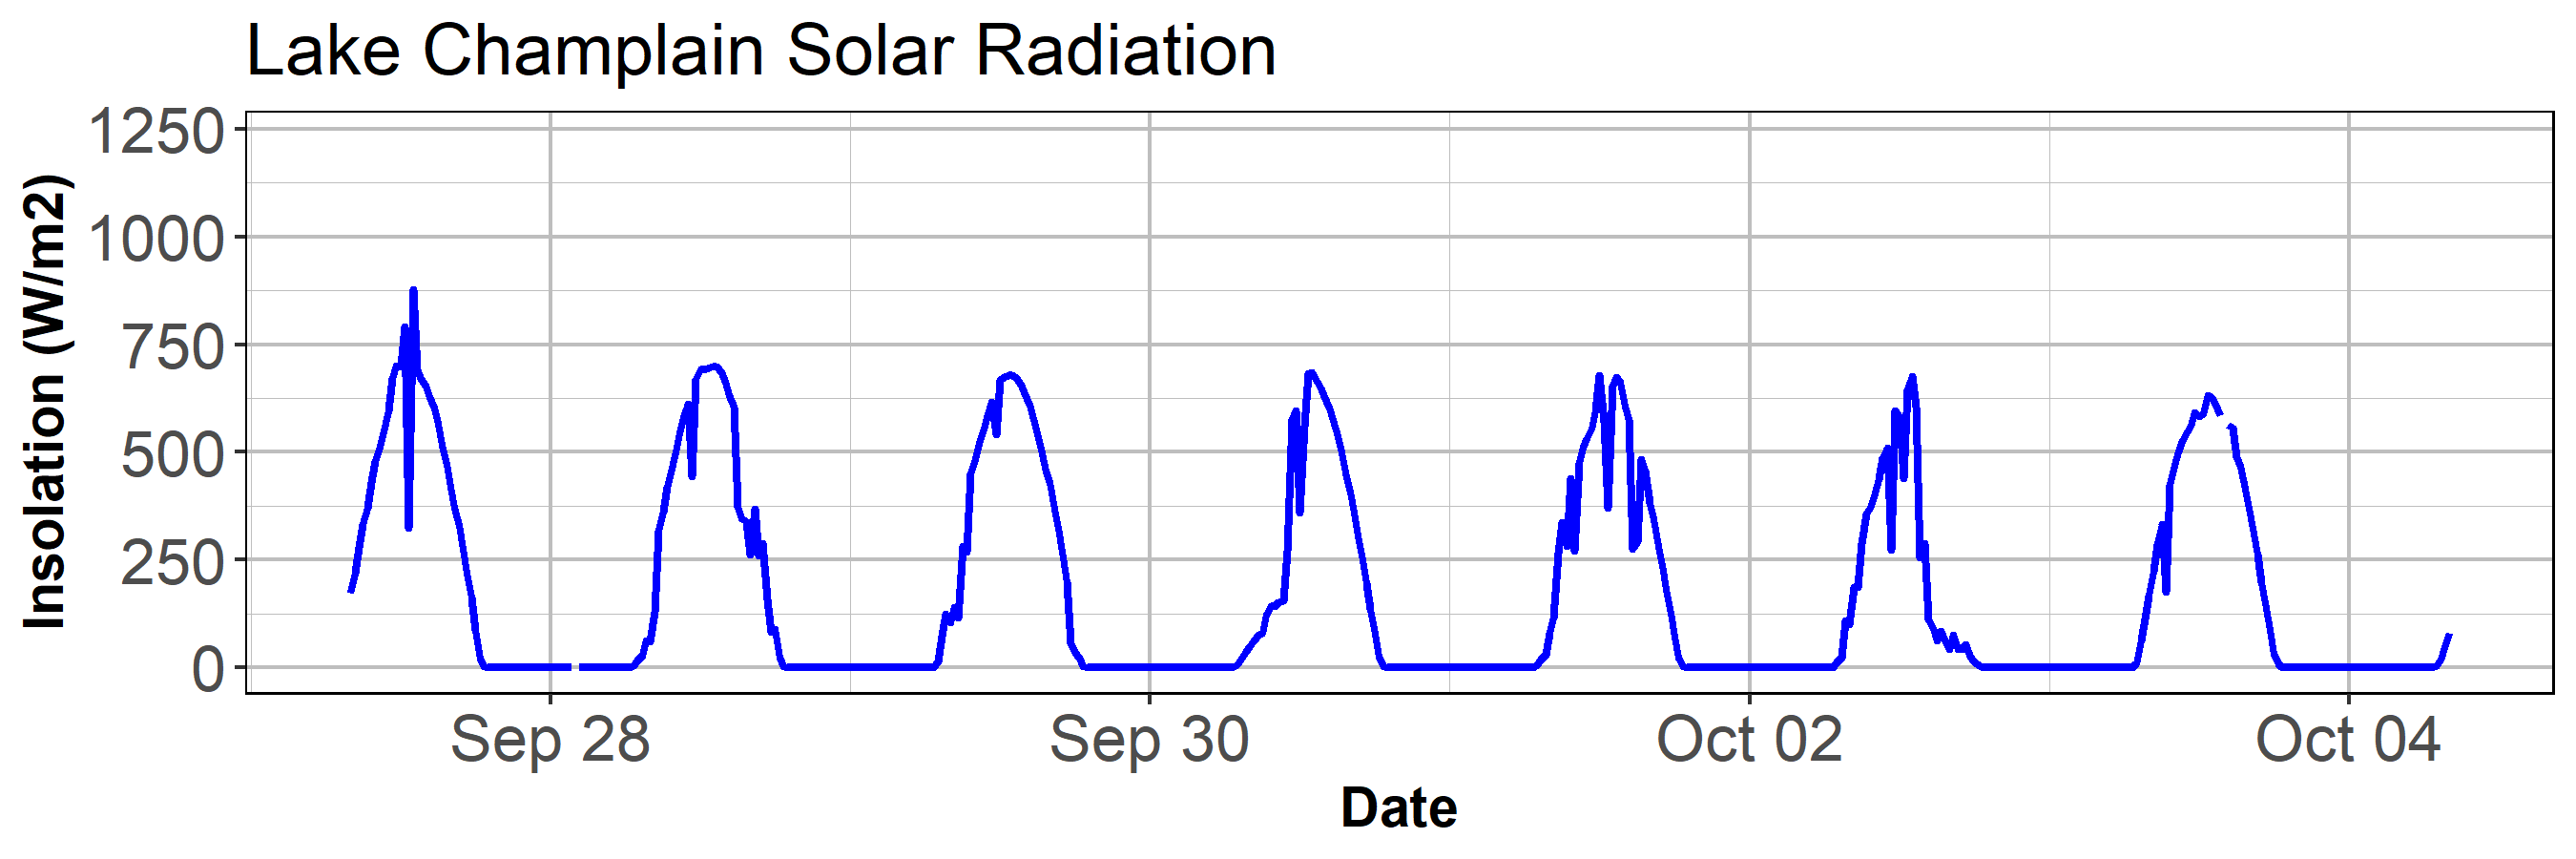 Lake Champlain Solar Radiation
1250
1000
750
500
250
0
Insolation (W/m2)
Sep 28 Sep 30 Oct 02 Oct 04
Date